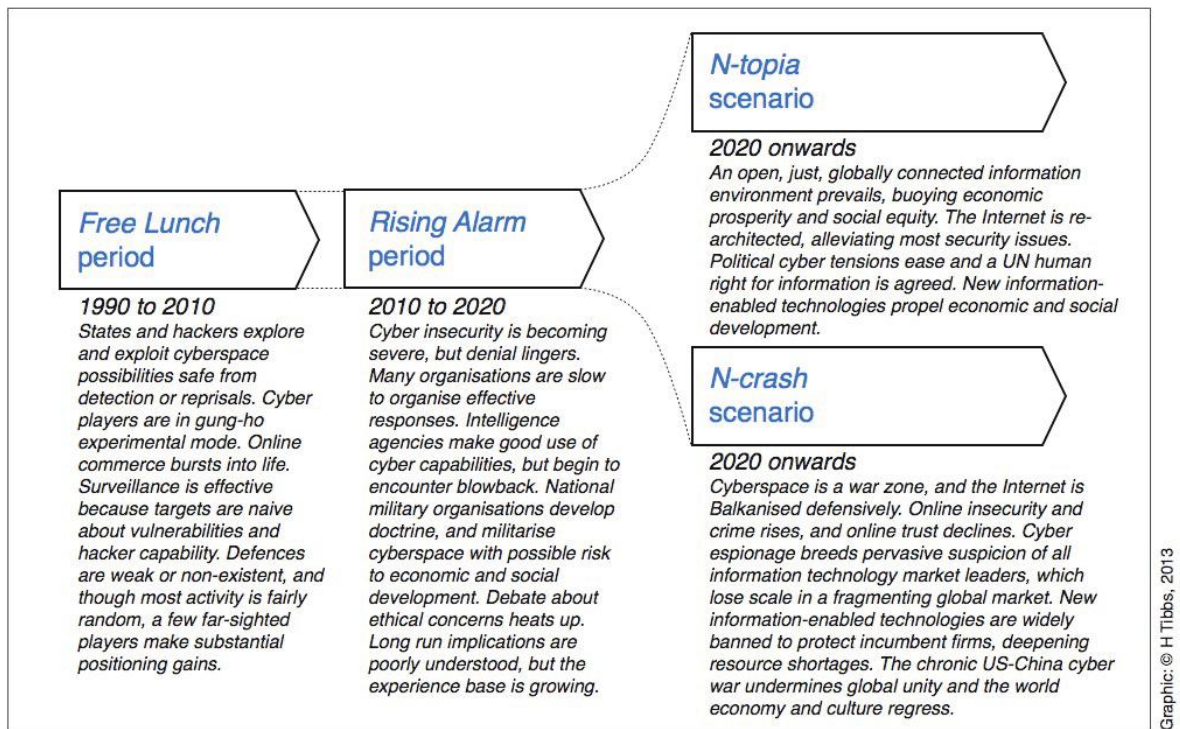 Free Lunch
period
1990 to 2010
States and hackers explore
and exploit cyberspace
possibilities safe from
detection or reprisals. Cyber
players are in gung-ho
experimental mode. Online
commerce bursts into life.
Surveillance is effective
because targets are naive
about vulnerabilities and
hacker capability. Defences
are weak or non-existent, and
though most activity is fairly
random, a few far-sighted
players make substantial
positioning gains.
Rising Alarm
period
2010 to 2020
Cyber insecurity is becoming
severe, but denial lingers.
Many organisations are slow
to organise effective
responses. Intelligence
agencies make good use of
cyber capabilities, but begin to
encounter blowback. National
military organisations develop
doctrine, and militarise
cyberspace with possible risk
to economic and social
development. Debate about
ethical concerns heats up.
Long run implications are
poorly understood, but the
experience base is growing.
N-topia
scenario
2020 onwards
An open, just, globally connected information
environment prevails, buoying economic
prosperity and social equity. The Internet is re-
architected, alleviating most security issues.
Political cyber tensions ease and a UN human
right for information is agreed. New information-
enabled technologies propel economic and social
development.
N-crash
scenario
2020 onwards
Cyberspace is a war zone, and the Internet is
Balkanised defensively. Online insecurity and
crime rises, and online trust declines. Cyber
espionage breeds pervasive suspicion of all
information technology market leaders, which
lose scale in a fragmenting global market. New
information-enabled technologies are widely
banned to protect incumbent firms, deepening
resource shortages. The chronic US-China cyber
war undermines global unity and the world
economy and culture regress.
Graphic: © H Tibbs, 2013